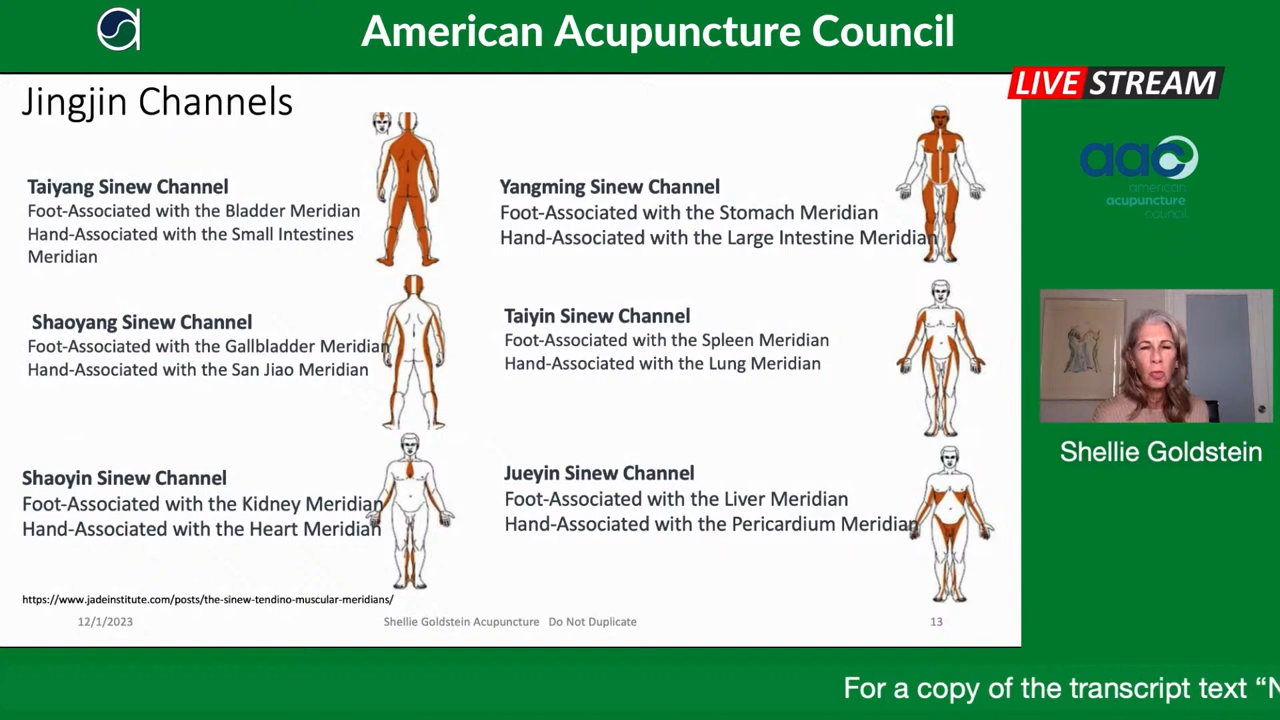 American Acupuncture Council
LIVE STREAM
Jingjin Channels
Taiyang Sinew Channel
Foot-Associated with the Bladder Meridian
Hand-Associated with the Small Intestines
Meridian
Yangming Sinew Channel
Foot-Associated with the Stomach Meridian
Hand-Associated with the Large Intestine Meridian
Shaoyang Sinew Channel
Foot-Associated with the Gallbladder Meridian
Hand-Associated with the San Jiao Meridian
Taiyin Sinew Channel
Foot-Associated with the Spleen Meridian
Hand-Associated with the Lung Meridian
Shaoyin Sinew Channel
Foot-Associated with the Kidney Meridian
Hand-Associated with the Heart Meridian
Jueyin Sinew Channel
Foot-Associated with the Liver Meridian
Hand-Associated with the Pericardium Meridian
https://www.jadeinstitute.com/posts/the-sinew-tendino-muscular-meridians/
12/1/2023
Shellie Goldstein Acupuncture Do Not Duplicate
13
aac
american
acupuncture
council
Shellie Goldstein
For a copy of the transcript text “N